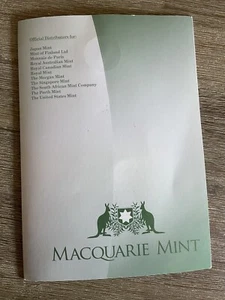 Official Distributors for:
Japan Mint
Mint of Finland Ltd
Monnaie de Paris
Royal Australian Mint
Royal Canadian Mint
Royal Mint
The Morgan Mint
The Singapore Mint
The South African Mint Company
The Perth Mint
The United States Mint
MACQUARIE MINT